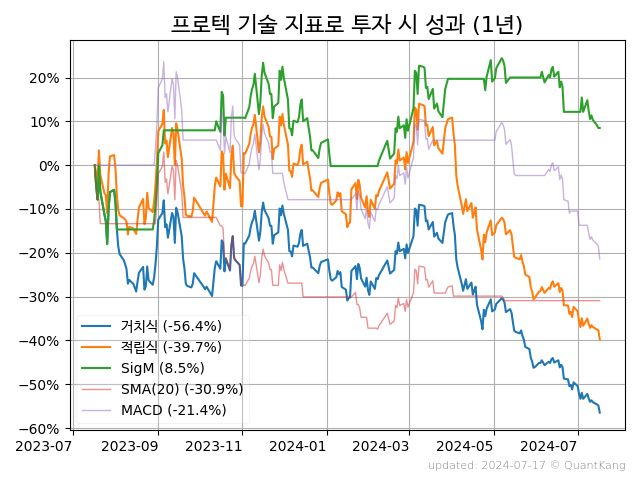 프로텍 기술 지표로 투자 시 성과 (1년)
20%
10%
0%
−10%
−20%
−30%
−40%
−50%
−60%
거치식 (-56.4%)
적립식 (-39.7%)
SigM (8.5%)
SMA(20) (-30.9%)
MACD (-21.4%)
2023-07 2023-09 2023-11 2024-01 2024-03 2024-05 2024-07
updated: 2024-07-17 © QuantKang